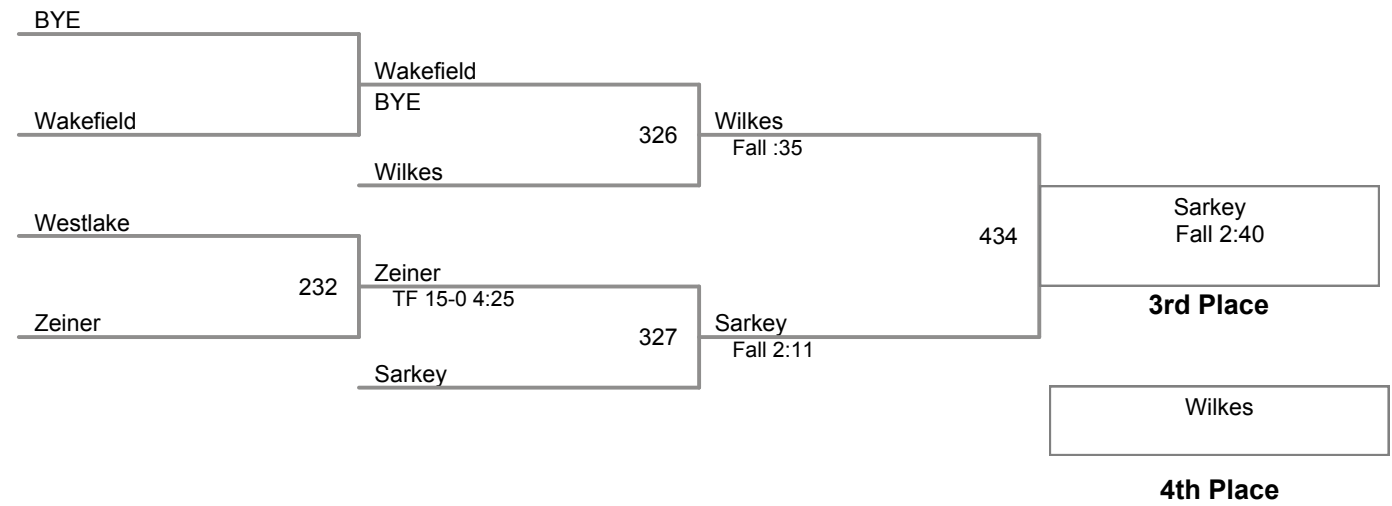 BYE
Wakefield
BYE
Wakefield
326
Wilkes
Fall :35
Wilkes
Westlake
232
Zeiner
TF 15-0 4:25
Zeiner
327
Sarkey
Fall 2:11
Sarkey
434
Sarkey
Fall 2:40
3rd Place
Wilkes
4th Place